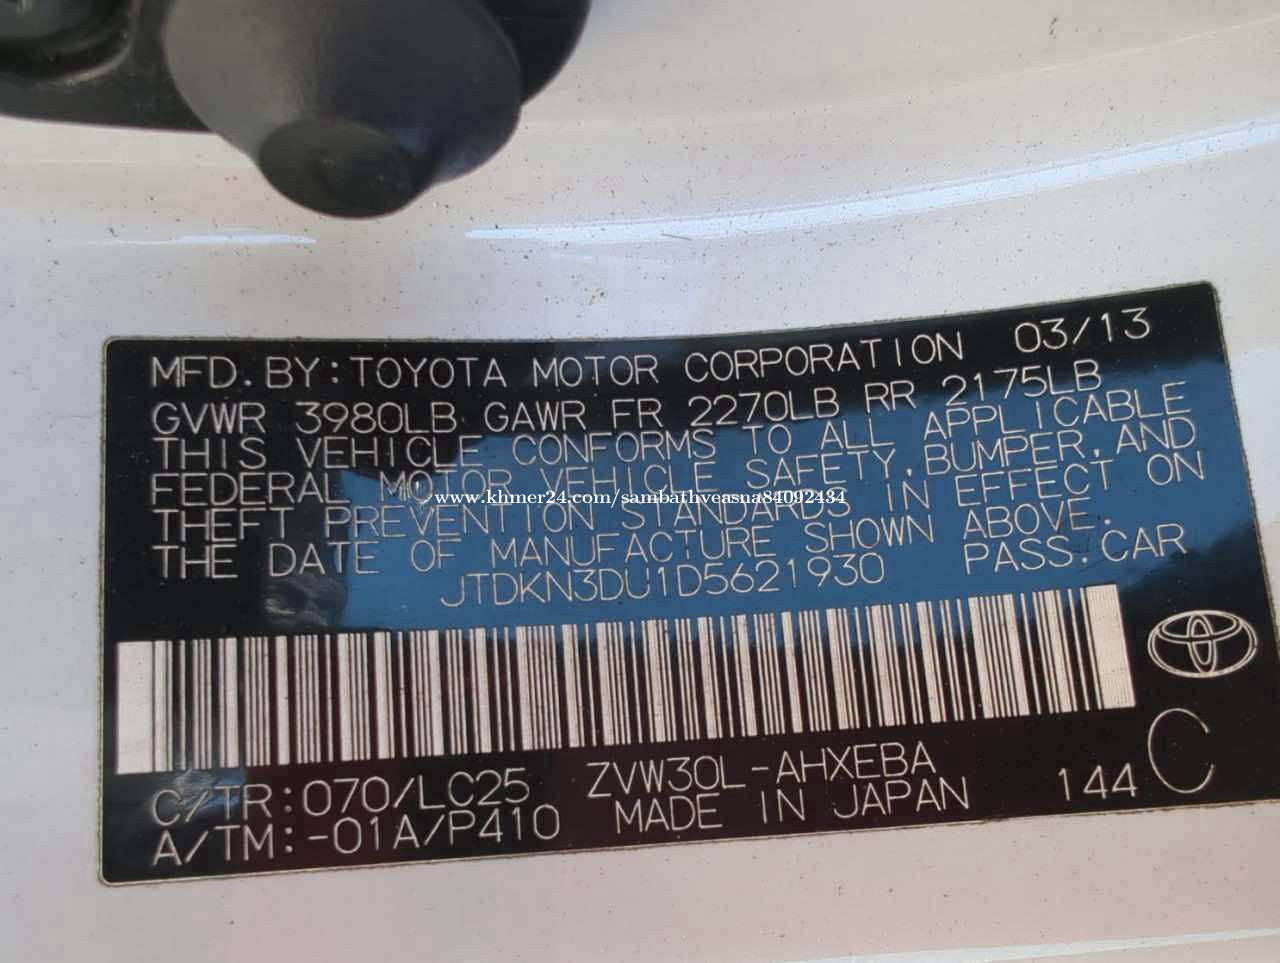 MFD. BY: TOYOTA MOTOR CORPORATION 03/13
GVWR 3980LB GAWR FR 2270LB RR 2175LB
THIS VEHICLE CONFORMS TO ALL APPLICABLE
FEDERAL MOTOR VEHICLE SAFETY, BUMPER, AND
www.khmer24.com/sambathveasna84092434
THEFT PREVENTION STANDARDS IN EFFECT ON
THE DATE OF MANUFACTURE SHOWN ABOVE.
JTDKN3DU1D5621930 PASS. CAR
C/TR: 070/LC25 ZVW30L-AHXEBA
A/TM: -01A/P410 MADE IN JAPAN 144 C